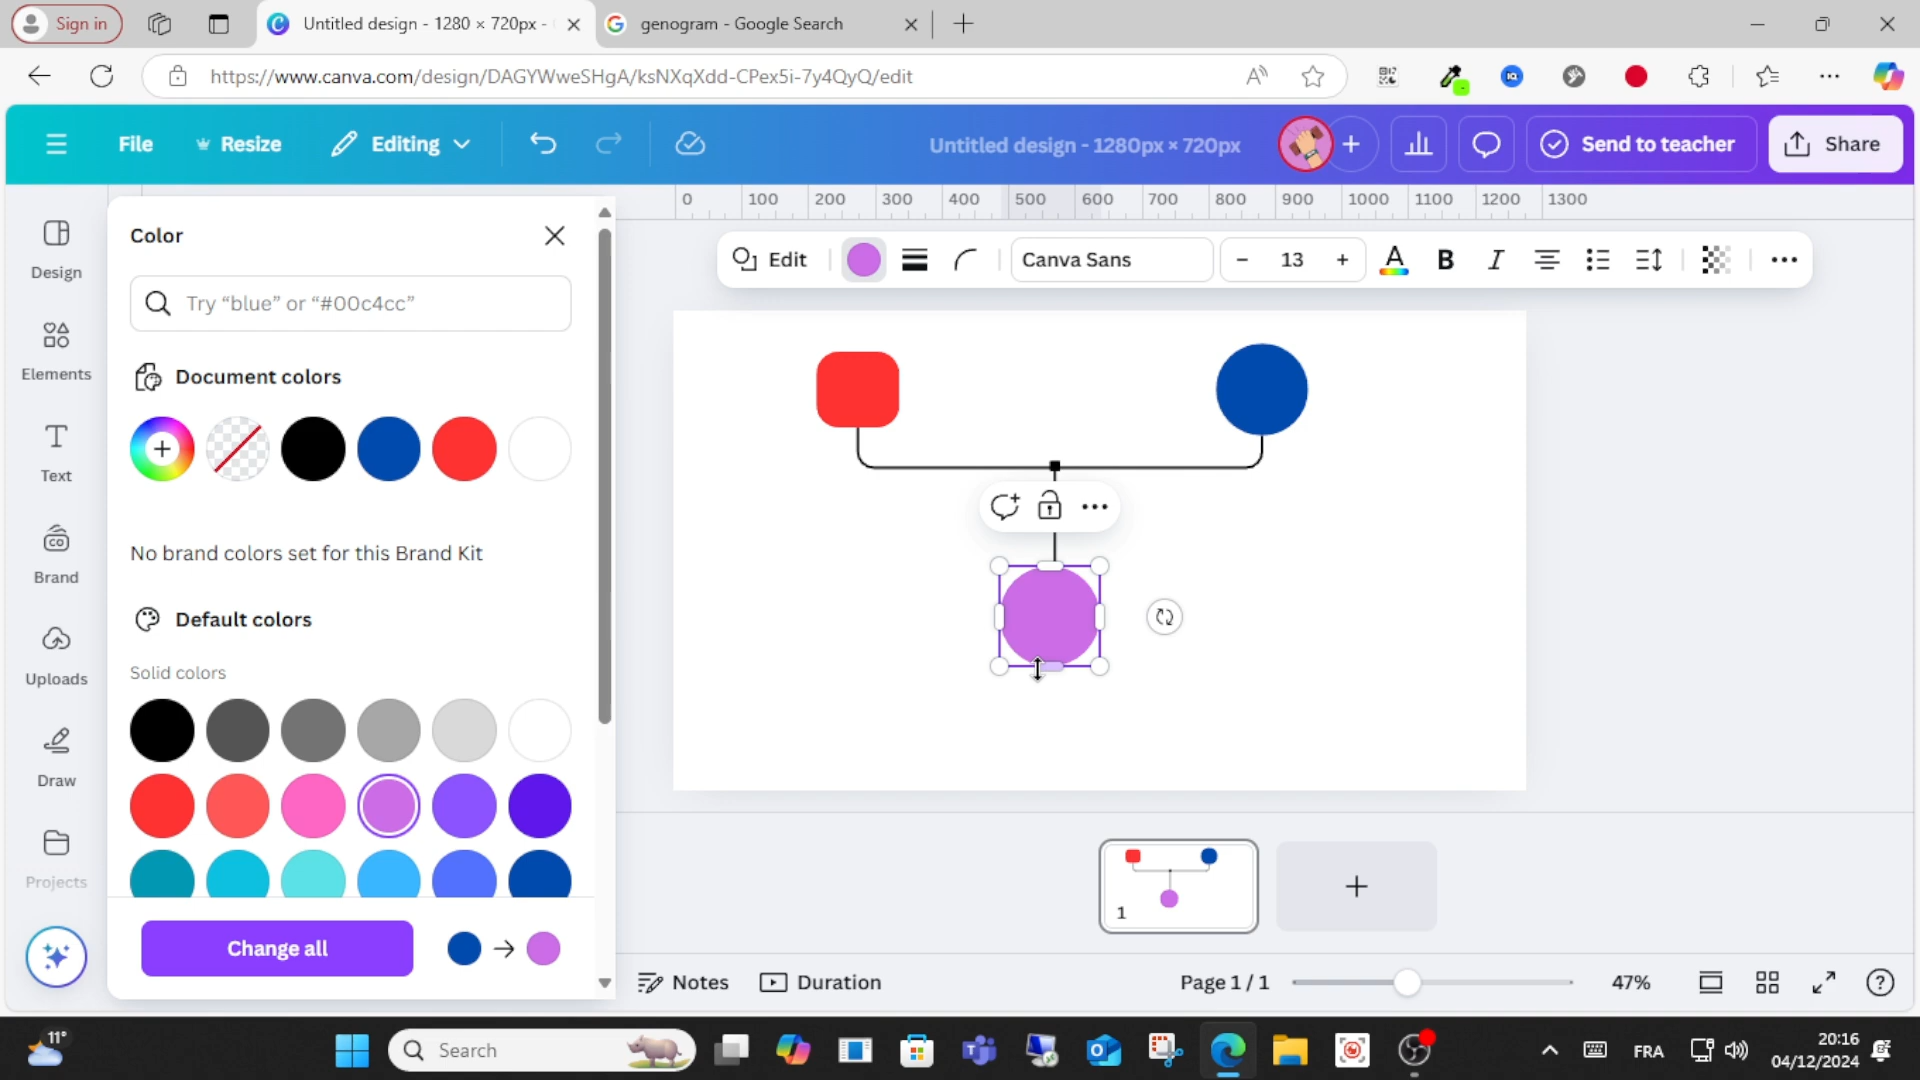 Sign in
Untitled design - 1280 × 720px -
genogram - Google Search
https://www.canva.com/design/DAGYWweSHgA/ksNXqXdd-CPex5i-7y4QyQ/edit
File
Resize
Editing
Untitled design - 1280px × 720px
Send to teacher
Share
0 100 200 300 400 500 600 700 800 900 1000 1100 1200 1300
Design
Elements
Text
Brand
Uploads
Draw
Projects
Color
Try “blue” or “#00c4cc”
Document colors
No brand colors set for this Brand Kit
Default colors
Solid colors
Change all
Edit
Canva Sans
– 13 +
A B I
1
Notes
Duration
Page 1 / 1
47%
11°
Search
FRA
20:16
04/12/2024